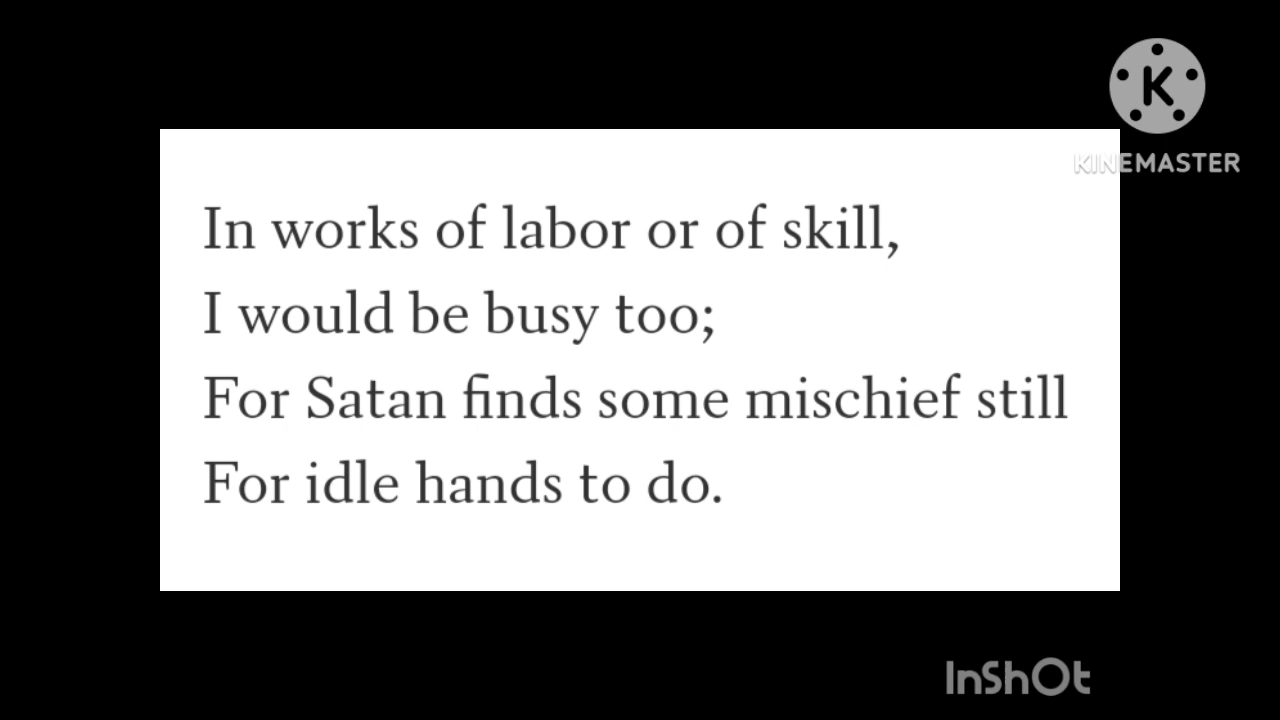 K
KINEMASTER
In works of labor or of skill,
I would be busy too;
For Satan finds some mischief still
For idle hands to do.
InShOt